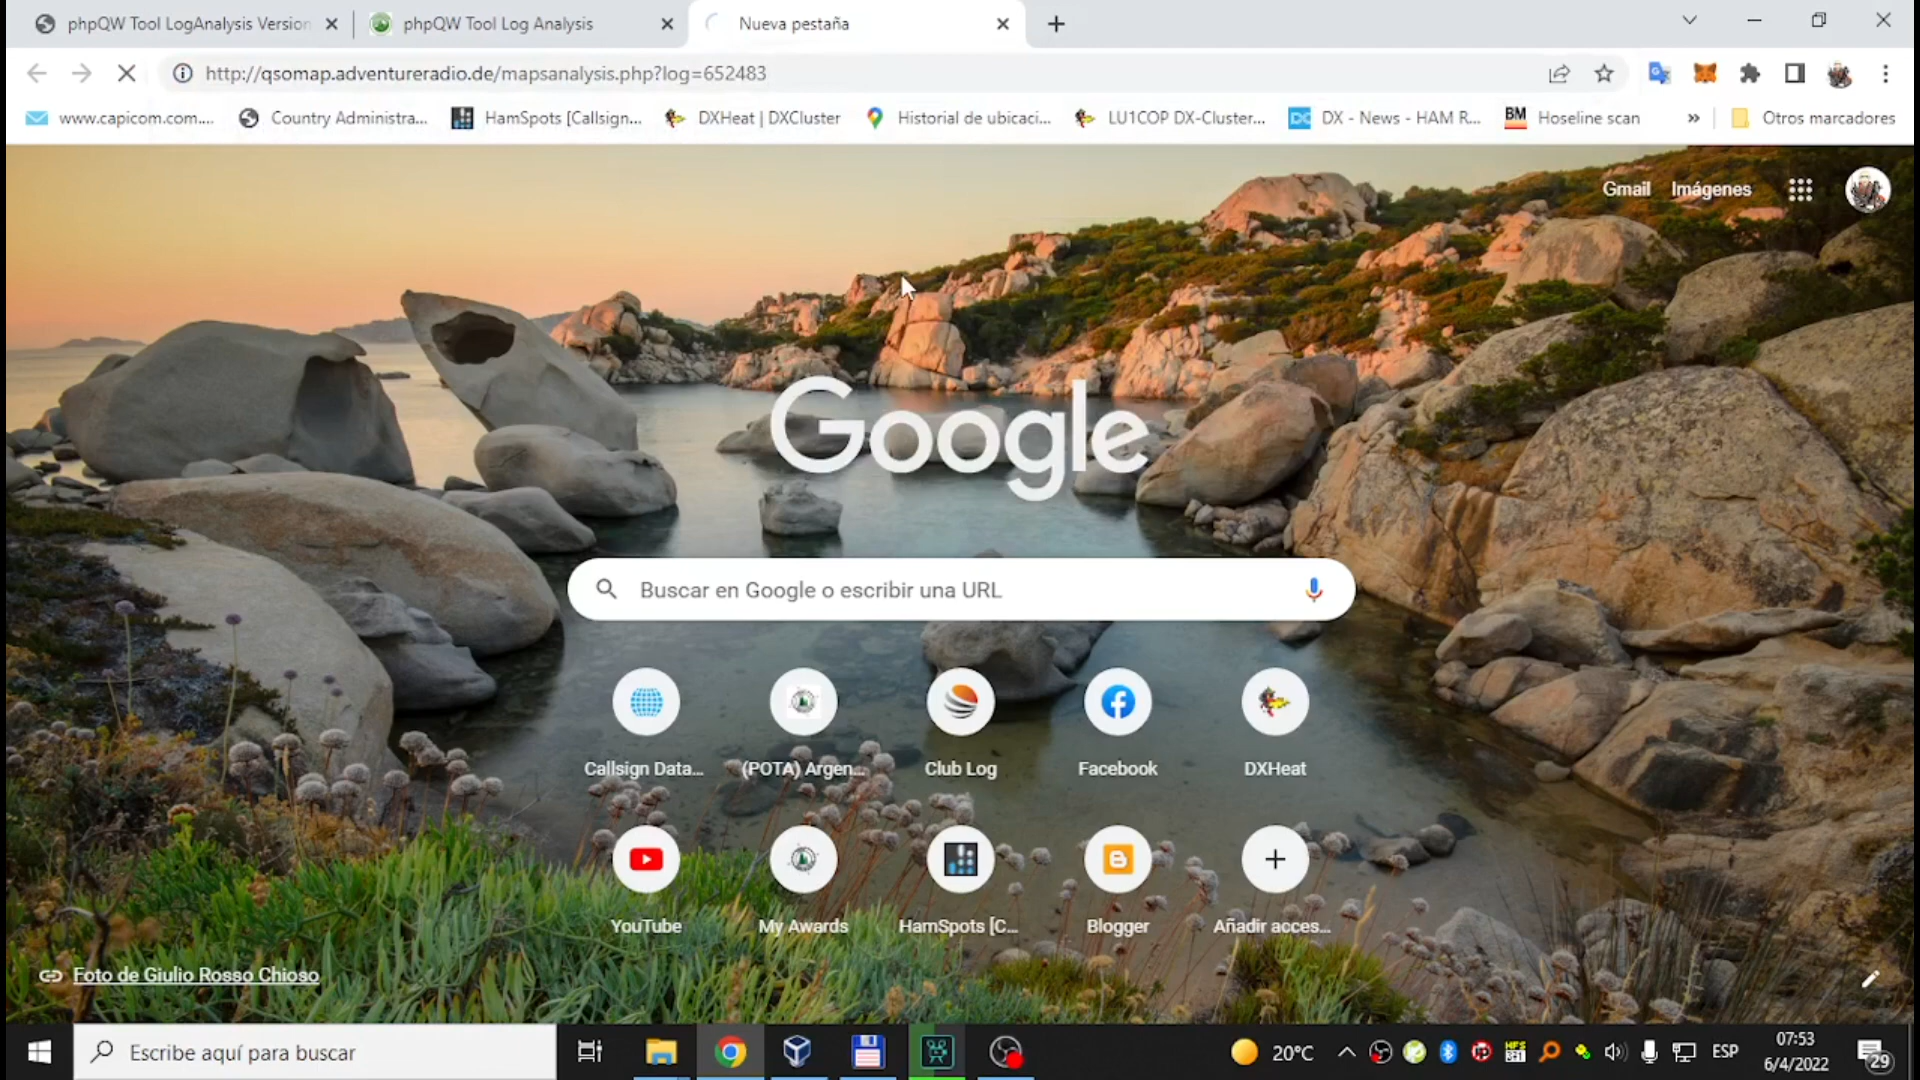 phpQW Tool LogAnalysis Version
phpQW Tool Log Analysis
Nueva pestaña
http://qsomap.adventureradio.de/mapsanalysis.php?log=652483
www.capicom.com....
Country Administra...
HamSpots [Callsign...
DXHeat | DXCluster
Historial de ubicaci...
LU1COP DX-Cluster...
DX - News - HAM R...
BM
Hoseline scan
Otros marcadores
Gmail
Imágenes
Google
Buscar en Google o escribir una URL
Callsign Data...
(POTA) Argen...
Club Log
Facebook
DXHeat
YouTube
My Awards
HamSpots [C...
Blogger
Añadir acces...
Foto de Giulio Rosso Chioso
Escribe aquí para buscar
20°C
ESP
07:53
6/4/2022
29